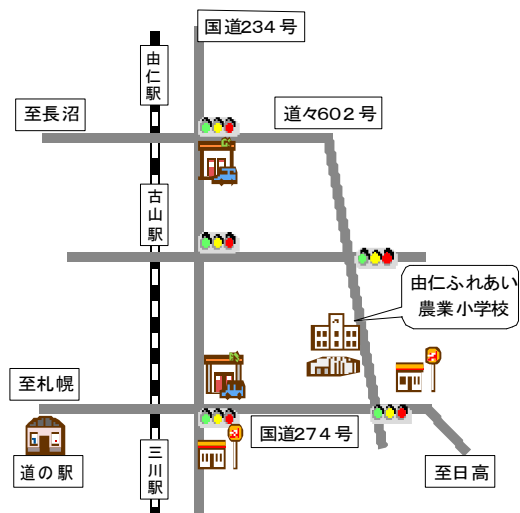 国道234号
由仁駅
至長沼
道々602号
古山駅
由仁ふれあい
農業小学校
至札幌
国道274号
道の駅
三川駅
至日高